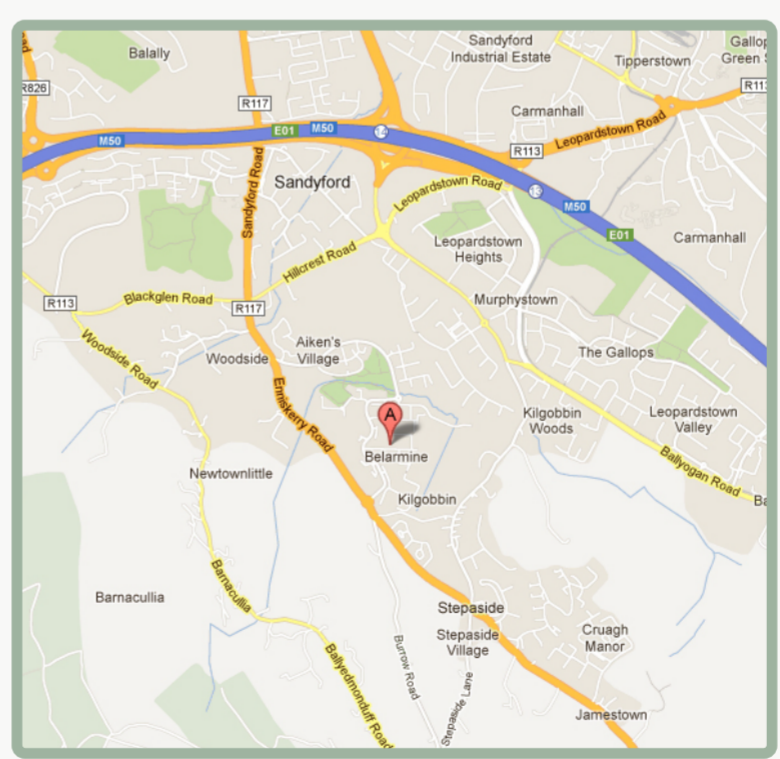 Balally
Sandyford
Industrial Estate
Tipperstown
R826
R117
R113
Carmanhall
Leopardstown Road
E01
M50
14
M50
R113
Sandyford Road
Sandyford
Leopardstown Road
13
M50
E01
Carmanhall
Leopardstown
Heights
Hillcrest Road
Murphystown
R113
Blackglen Road
R117
Woodside Road
Woodside
Aiken's
Village
The Gallops
Enniskerry Road
A
Kilgobbin
Woods
Leopardstown
Valley
Belarmine
Ballyogan Road
Newtownlittle
Kilgobbin
Barnacullia
Barnacullia
Stepaside
Stepaside
Village
Cruagh
Manor
Ballyedmonduff Road
Burrow Road
Stepaside Lane
Jamestown